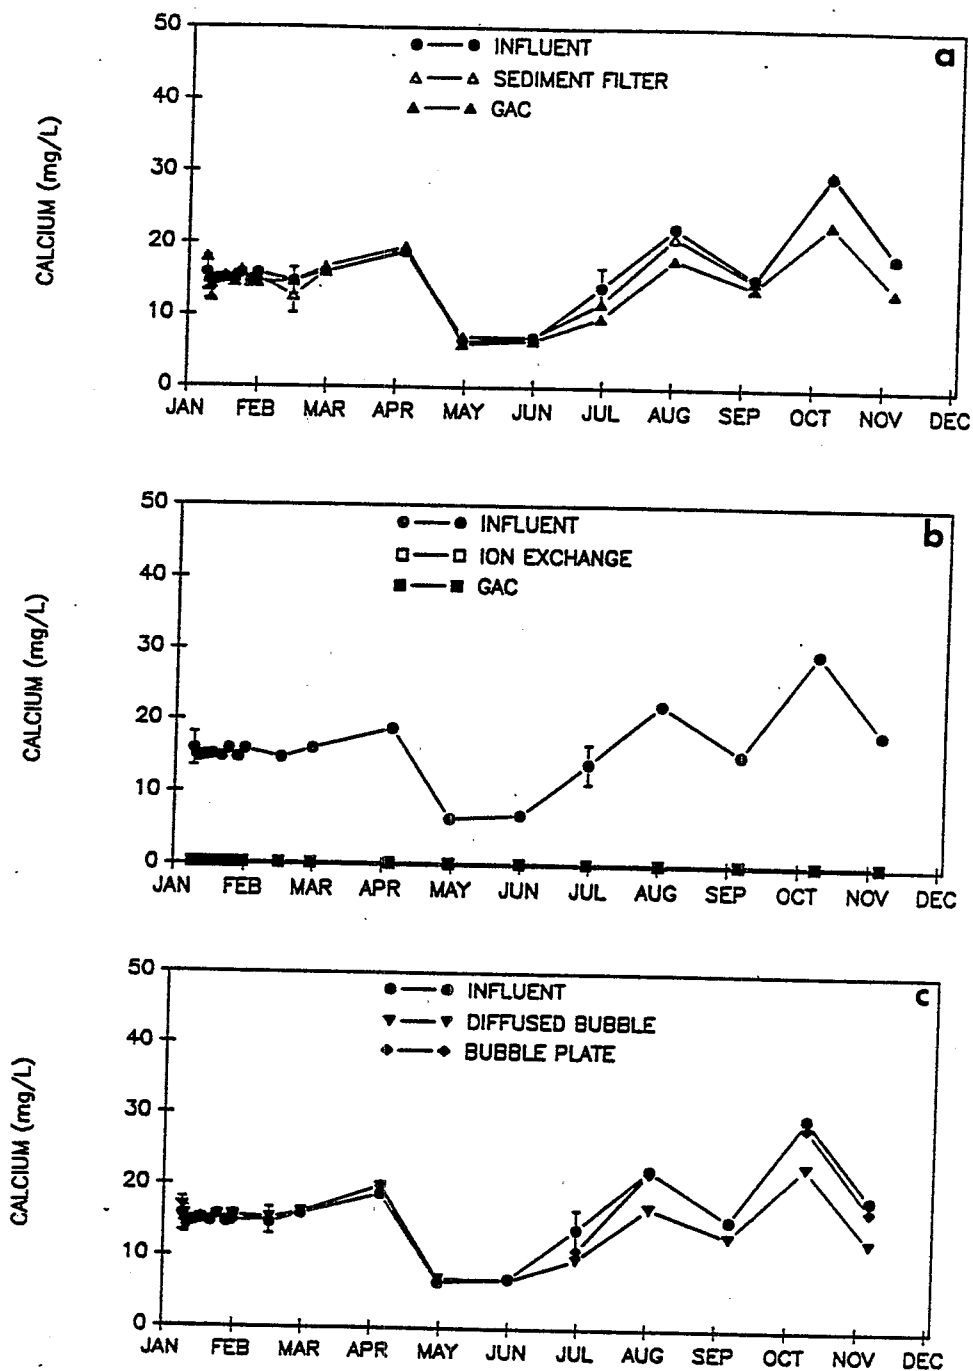 a
50
40
30
20
10
0
CALCIUM (mg/L)
INFLUENT
SEDIMENT FILTER
GAC
JAN FEB MAR APR MAY JUN JUL AUG SEP OCT NOV DEC
b
50
40
30
20
10
0
CALCIUM (mg/L)
INFLUENT
ION EXCHANGE
GAC
JAN FEB MAR APR MAY JUN JUL AUG SEP OCT NOV DEC
c
50
40
30
20
10
0
CALCIUM (mg/L)
INFLUENT
DIFFUSED BUBBLE
BUBBLE PLATE
JAN FEB MAR APR MAY JUN JUL AUG SEP OCT NOV DEC